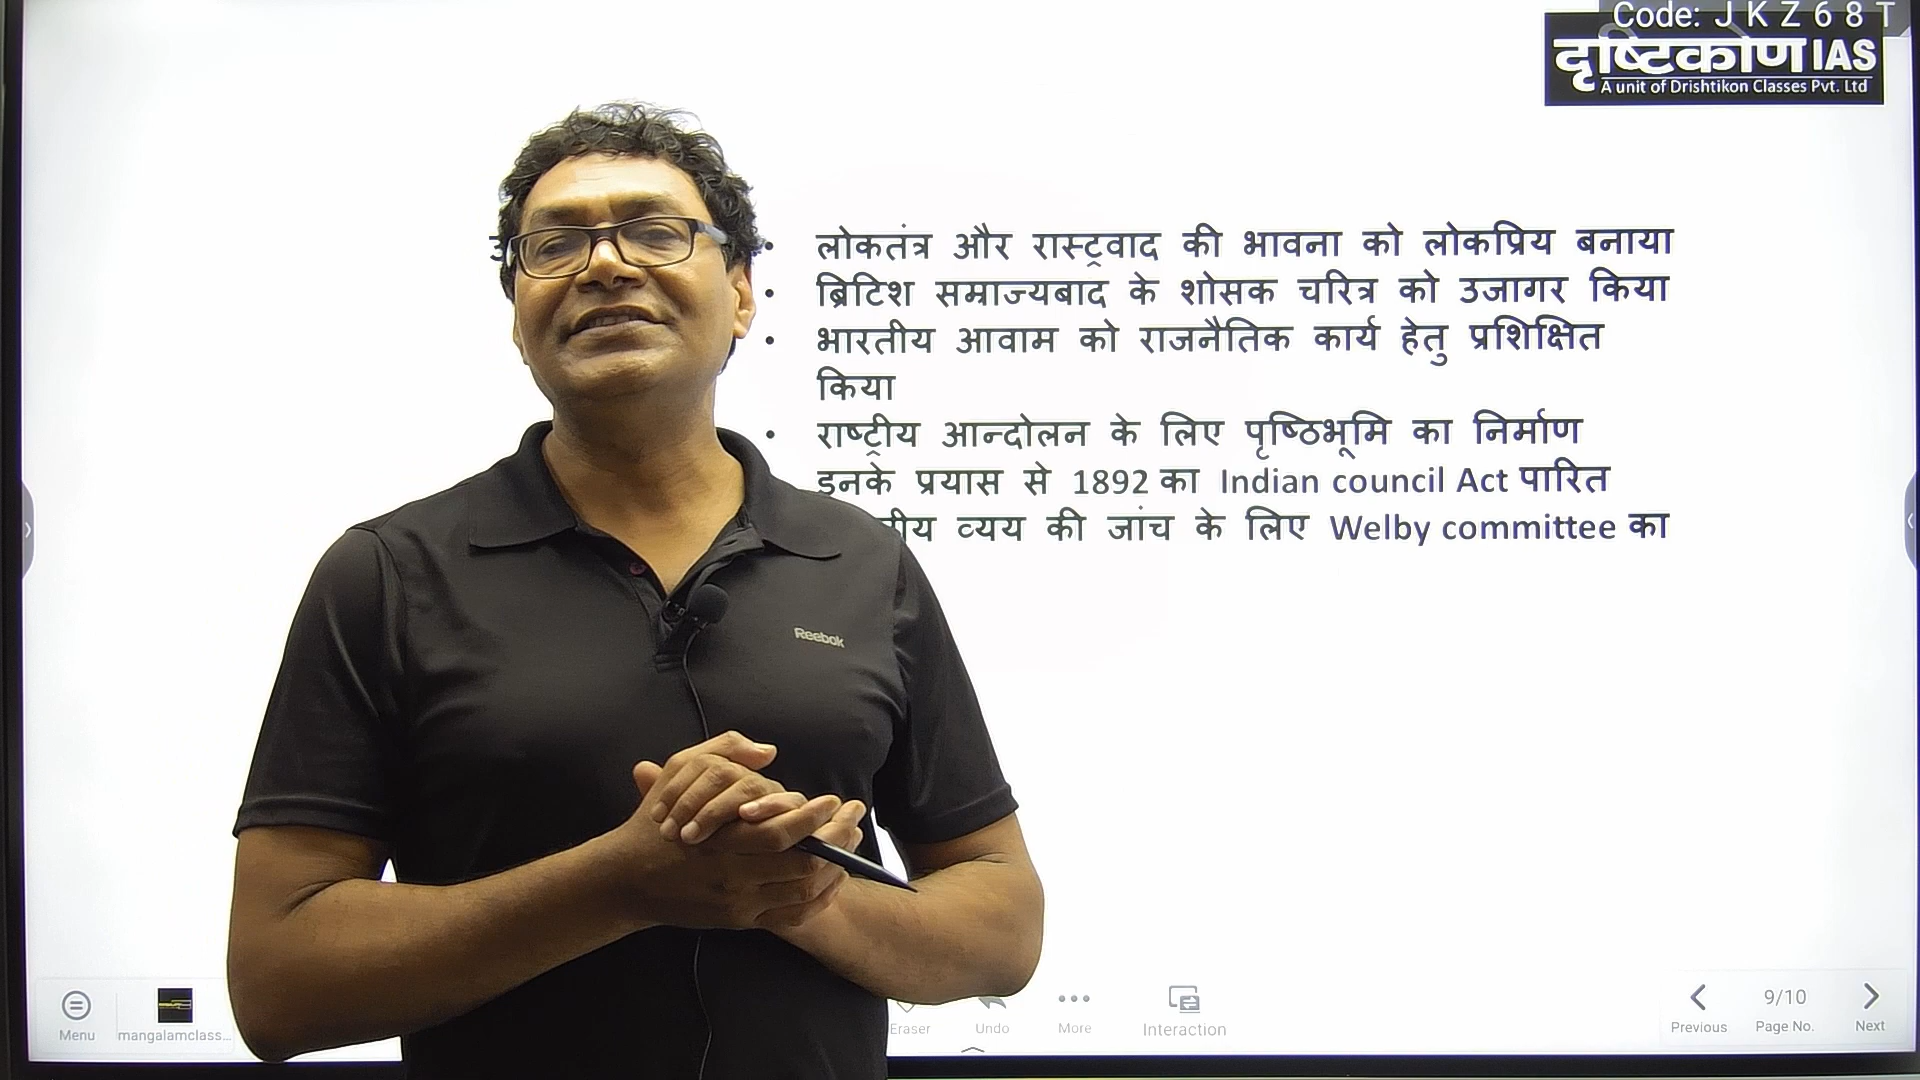 Code: J K Z 6 8 T
दृष्टिकोण IAS
A unit of Drishtikon Classes Pvt. Ltd
• लोकतंत्र और रास्ट्रवाद की भावना को लोकप्रिय बनाया
• ब्रिटिश सम्राज्यबाद के शोसक चरित्र को उजागर किया
• भारतीय आवाम को राजनैतिक कार्य हेतु प्रशिक्षित
किया
• राष्ट्रीय आन्दोलन के लिए पृष्ठिभूमि का निर्माण
इनके प्रयास से 1892 का Indian council Act पारित
व्यय की जांच के लिए Welby committee का
Reebok
Menu
mangalamclass...
Eraser
Undo
More
Interaction
Previous
9/10
Page No.
Next